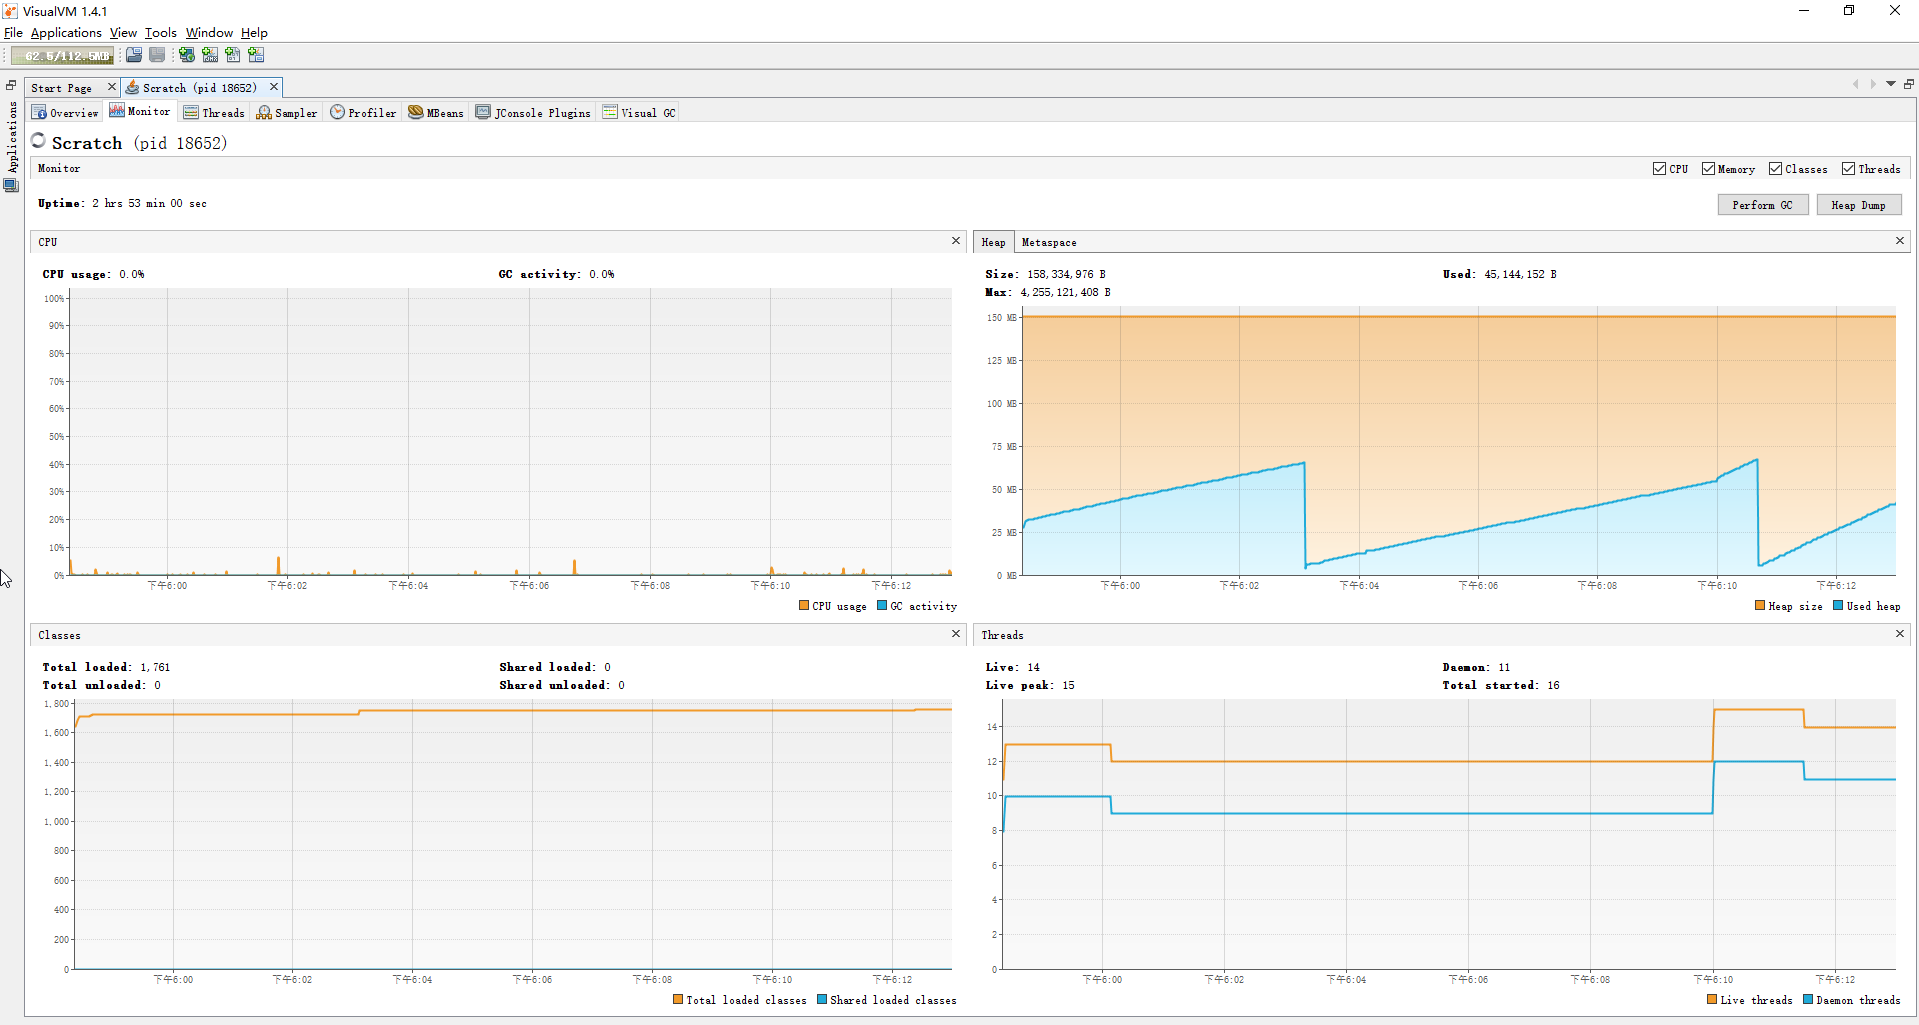 VisualVM 1.4.1
File Applications View Tools Window Help
62.5/112.5MB
Applications
Start Page Scratch (pid 18652)
Overview Monitor Threads Sampler Profiler MBeans JConsole Plugins Visual GC
Scratch (pid 18652)
Monitor CPU Memory Classes Threads
Uptime: 2 hrs 53 min 00 sec Perform GC Heap Dump
CPU
CPU usage: 0.0% GC activity: 0.0%
100%
90%
80%
70%
60%
50%
40%
30%
20%
10%
0%
下午6:00 下午6:02 下午6:04 下午6:06 下午6:08 下午6:10 下午6:12
CPU usage GC activity
Heap Metaspace
Size: 158,334,976 B Used: 45,144,152 B
Max: 4,255,121,408 B
150 MB
125 MB
100 MB
75 MB
50 MB
25 MB
0 MB
下午6:00 下午6:02 下午6:04 下午6:06 下午6:08 下午6:10 下午6:12
Heap size Used heap
Classes
Total loaded: 1,761 Shared loaded: 0
Total unloaded: 0 Shared unloaded: 0
1,800
1,600
1,400
1,200
1,000
800
600
400
200
0
下午6:00 下午6:02 下午6:04 下午6:06 下午6:08 下午6:10 下午6:12
Total loaded classes Shared loaded classes
Threads
Live: 14 Daemon: 11
Live peak: 15 Total started: 16
14
12
10
8
6
4
2
0
下午6:00 下午6:02 下午6:04 下午6:06 下午6:08 下午6:10 下午6:12
Live threads Daemon threads